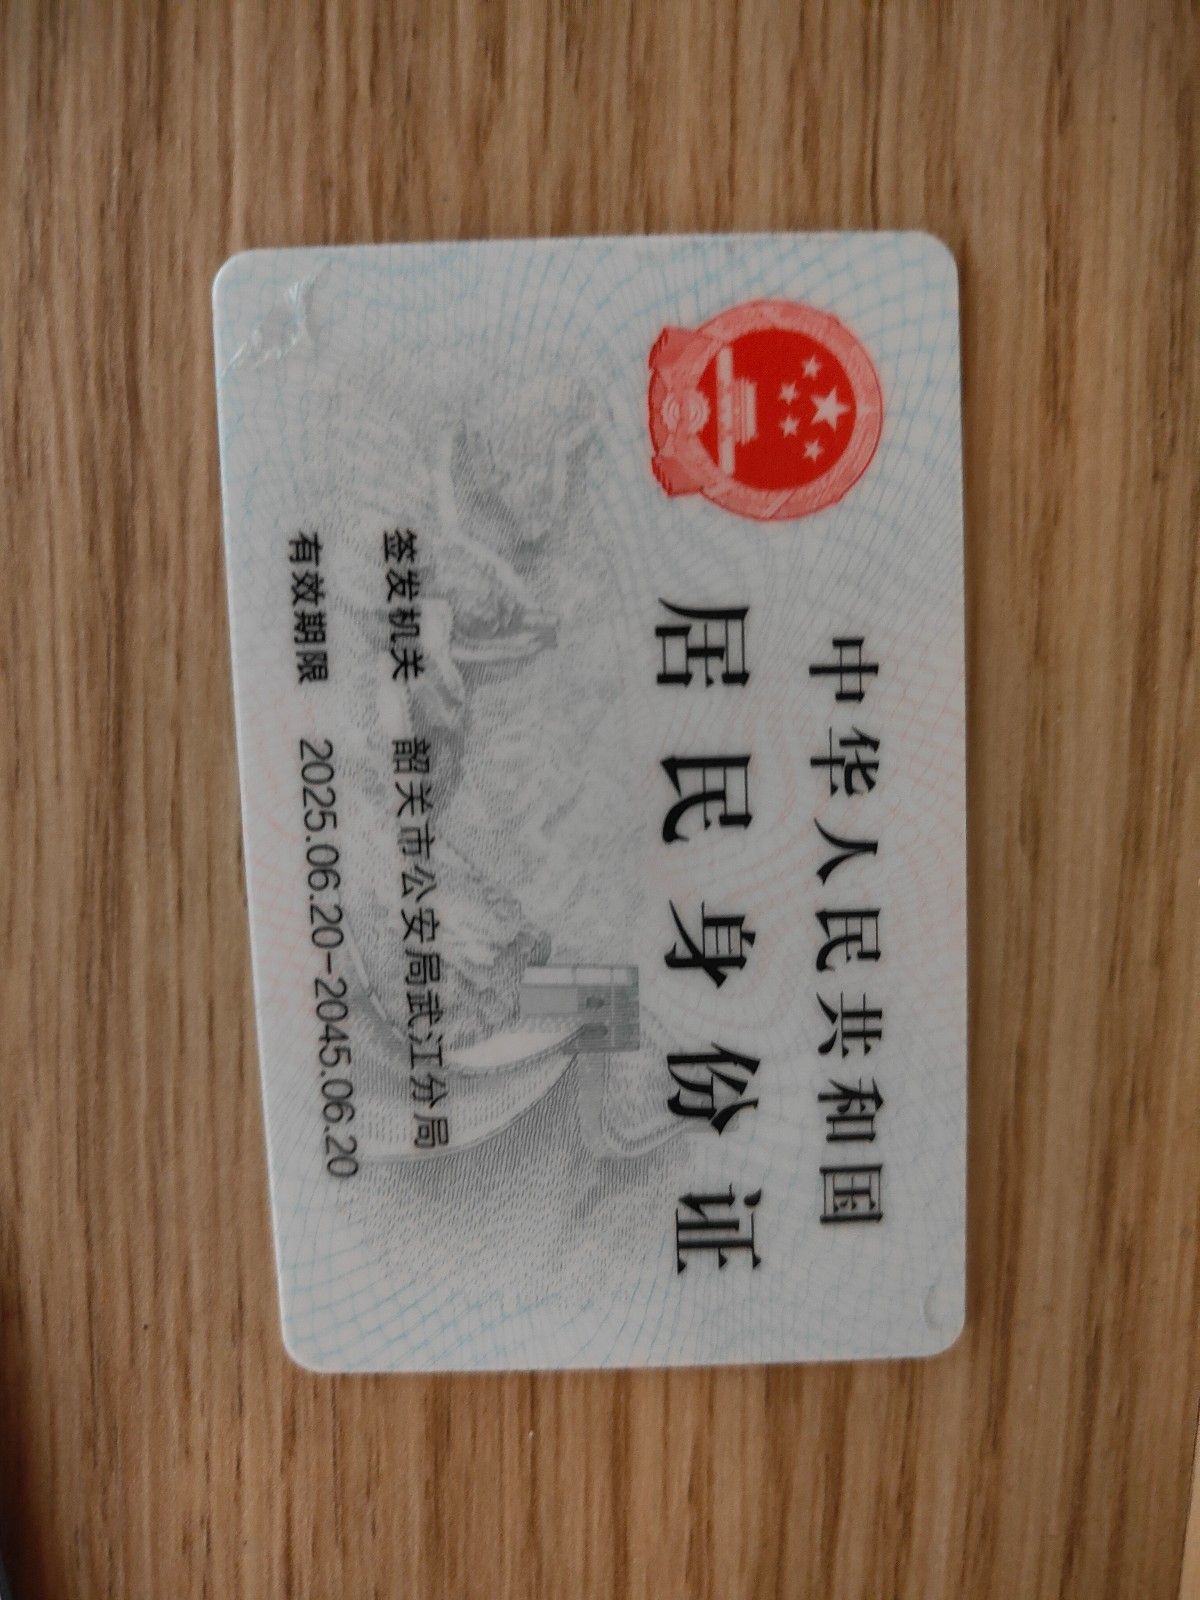 中华人民共和国
居民身份证
签发机关 韶关市公安局武江分局
有效期限 2025.06.20-2045.06.20